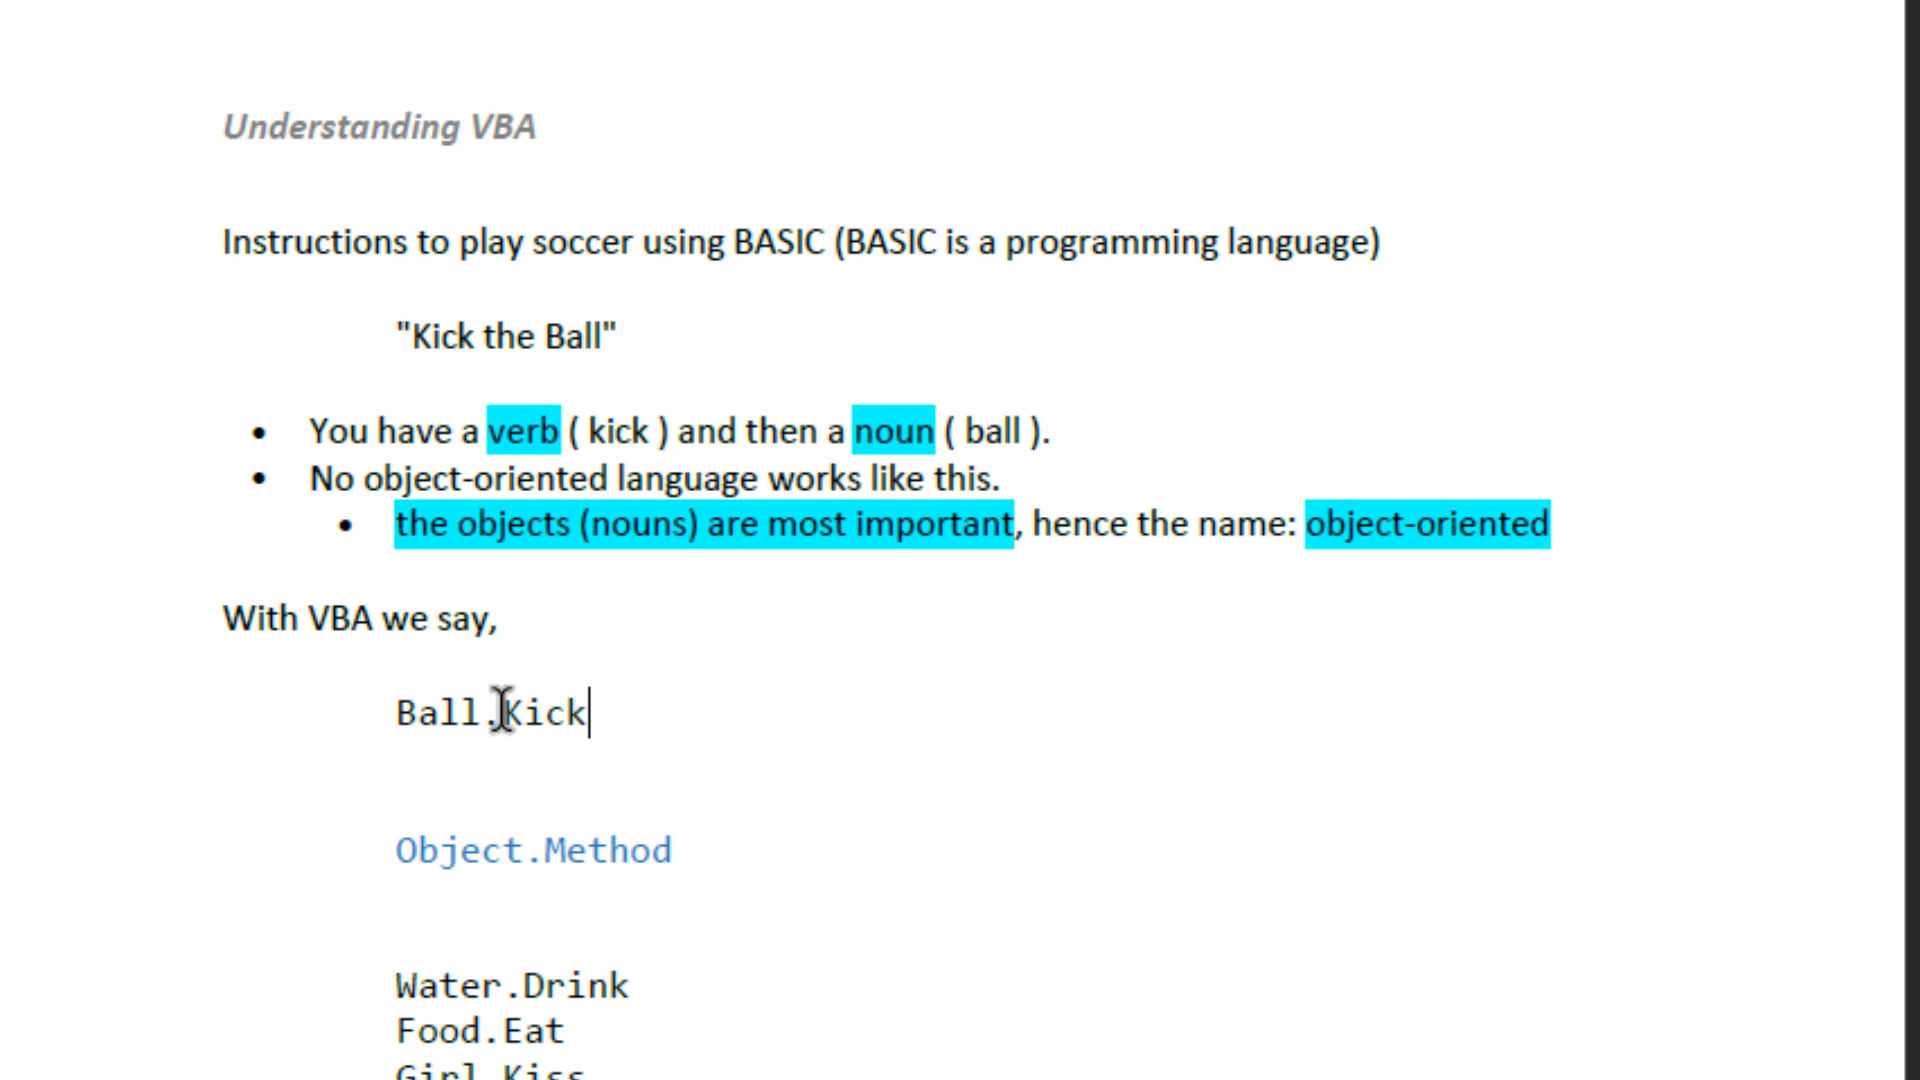 Understanding VBA
Instructions to play soccer using BASIC (BASIC is a programming language)
"Kick the Ball"
• You have a verb ( kick ) and then a noun ( ball ).
• No object-oriented language works like this.
• the objects (nouns) are most important, hence the name: object-oriented
With VBA we say,
Ball.Kick
Object.Method
Water.Drink
Food.Eat
Girl.Kiss